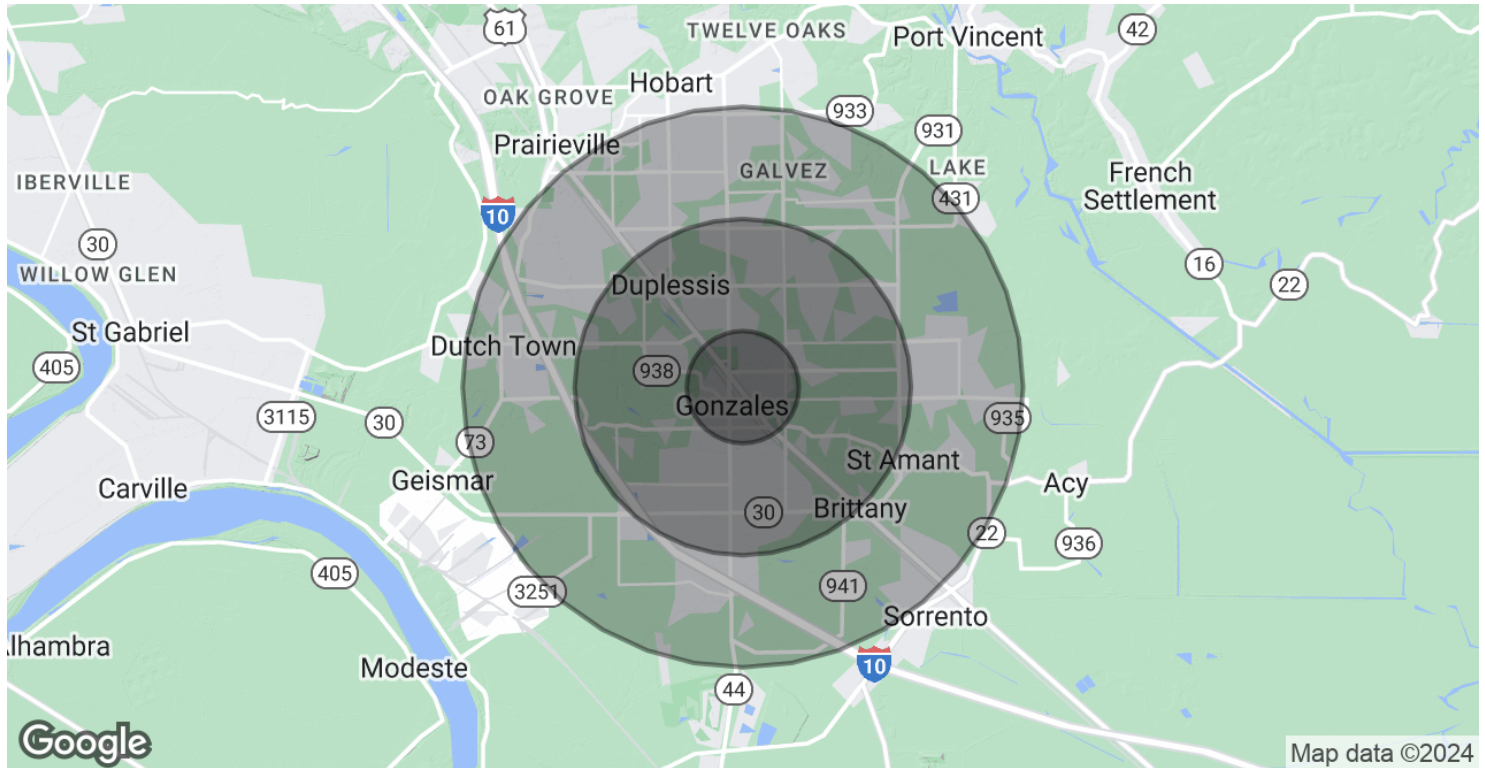 61
TWELVE OAKS
Port Vincent
42
Hobart
OAK GROVE
933
931
Prairieville
GALVEZ
LAKE
French
Settlement
IBERVILLE
431
10
30
16
WILLOW GLEN
Duplessis
22
St Gabriel
Dutch Town
405
938
Gonzales
3115
30
935
73
St Amant
Geismar
Acy
Carville
Brittany
30
22
936
405
941
3251
Sorrento
lhambra
Modeste
10
44
Google
Map data ©2024